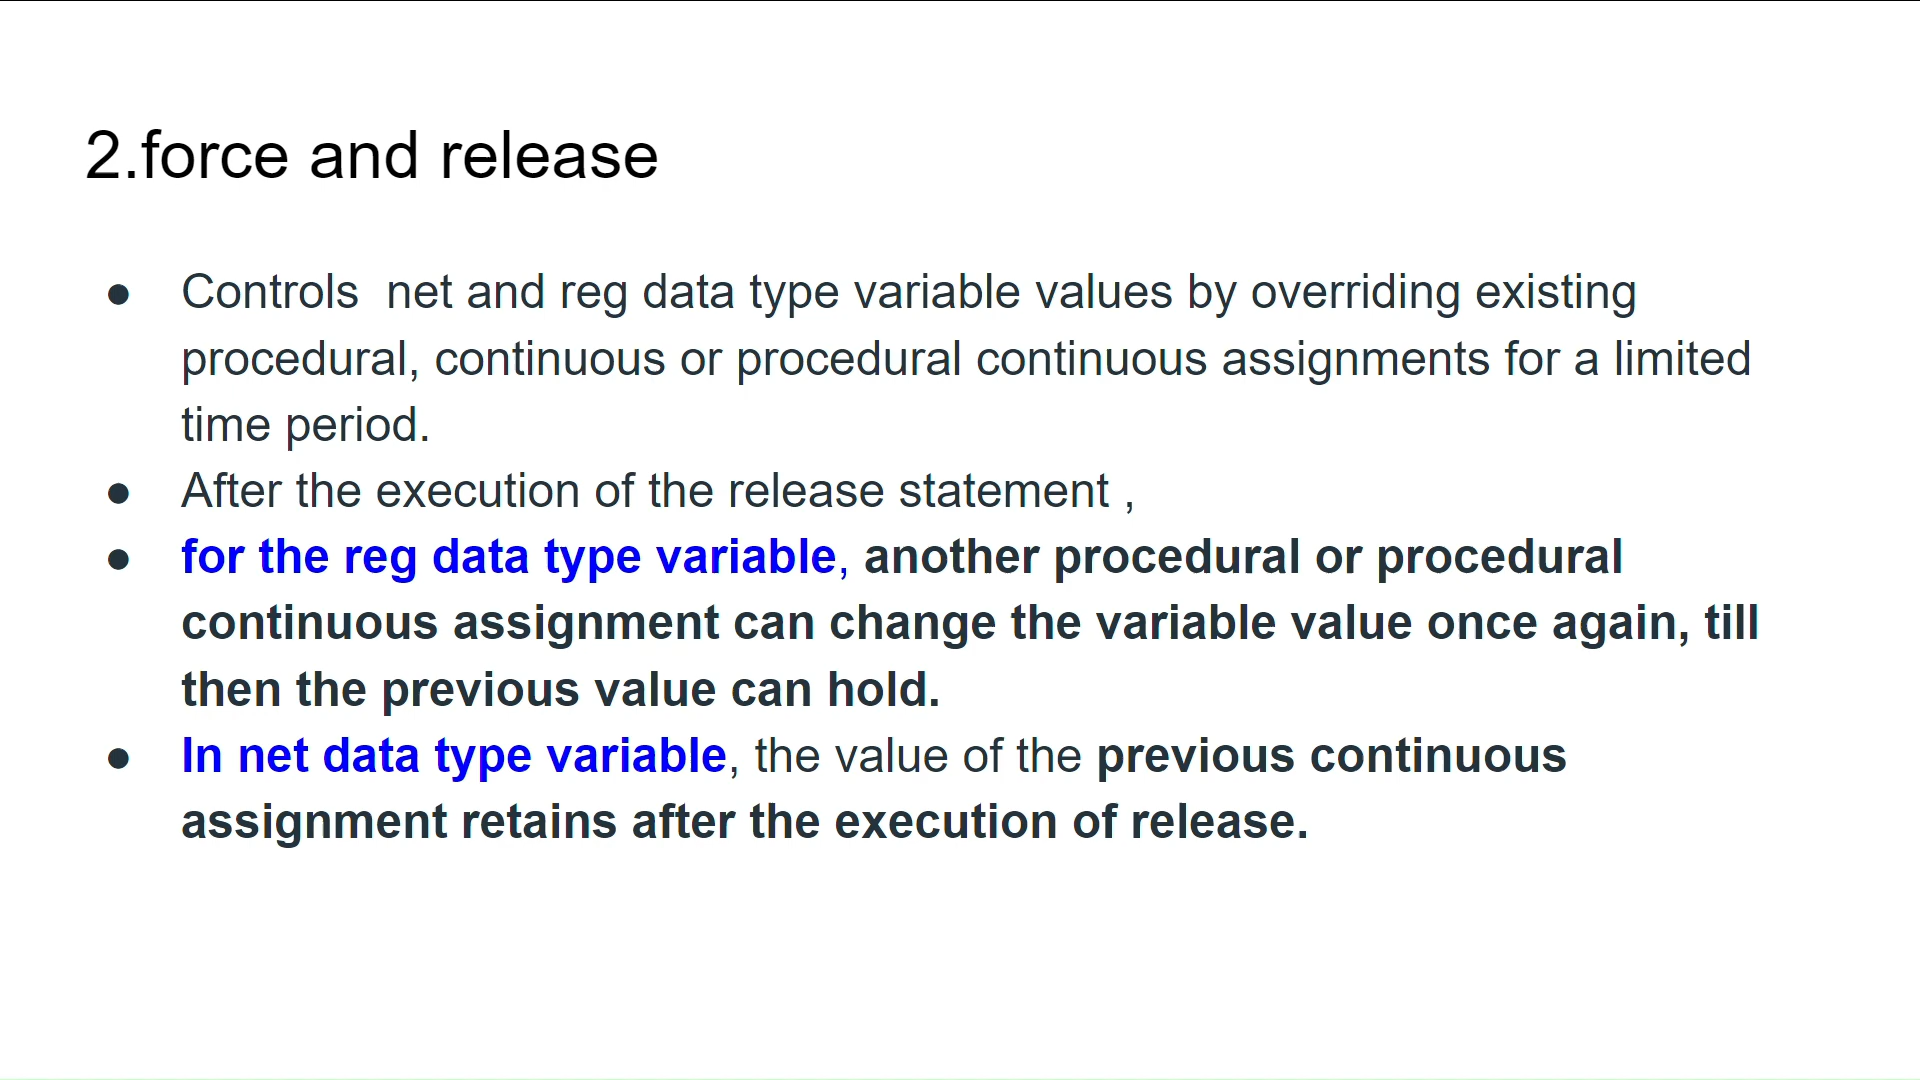 2.force and release
● Controls  net and reg data type variable values by overriding existing
procedural, continuous or procedural continuous assignments for a limited
time period.
● After the execution of the release statement ,
● for the reg data type variable, another procedural or procedural
continuous assignment can change the variable value once again, till
then the previous value can hold.
● In net data type variable, the value of the previous continuous
assignment retains after the execution of release.